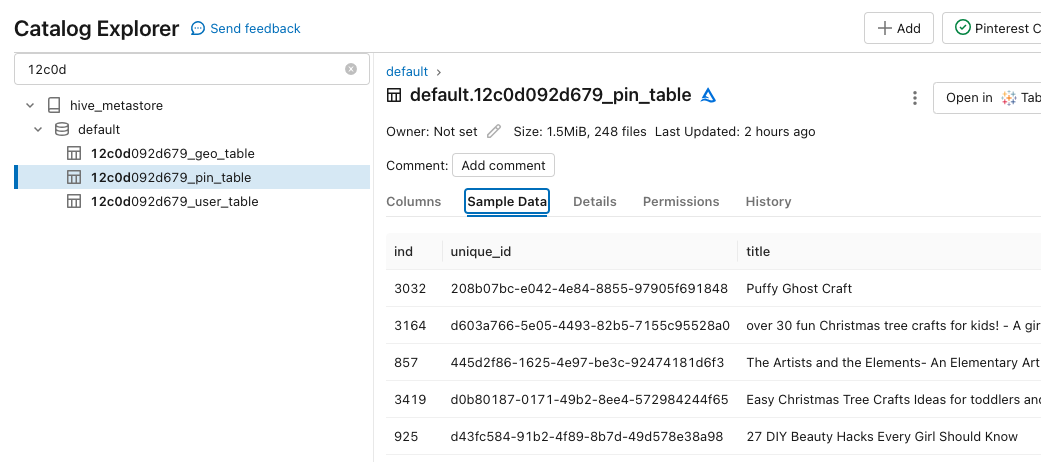 Catalog Explorer Send feedback
Add
Pinterest C
12c0d
hive_metastore
default
12c0d092d679_geo_table
12c0d092d679_pin_table
12c0d092d679_user_table
default >
default.12c0d092d679_pin_table
Open in Tab
Owner: Not set Size: 1.5MiB, 248 files Last Updated: 2 hours ago
Comment: Add comment
Columns Sample Data Details Permissions History
ind unique_id title
3032 208b07bc-e042-4e84-8855-97905f691848 Puffy Ghost Craft
3164 d603a766-5e05-4493-82b5-7155c95528a0 over 30 fun Christmas tree crafts for kids! - A gir
857 445d2f86-1625-4e97-be3c-92474181d6f3 The Artists and the Elements- An Elementary Art
3419 d0b80187-0171-49b2-8ee4-572984244f65 Easy Christmas Tree Crafts Ideas for toddlers and
925 d43fc584-91b2-4f89-8b7d-49d578e38a98 27 DIY Beauty Hacks Every Girl Should Know